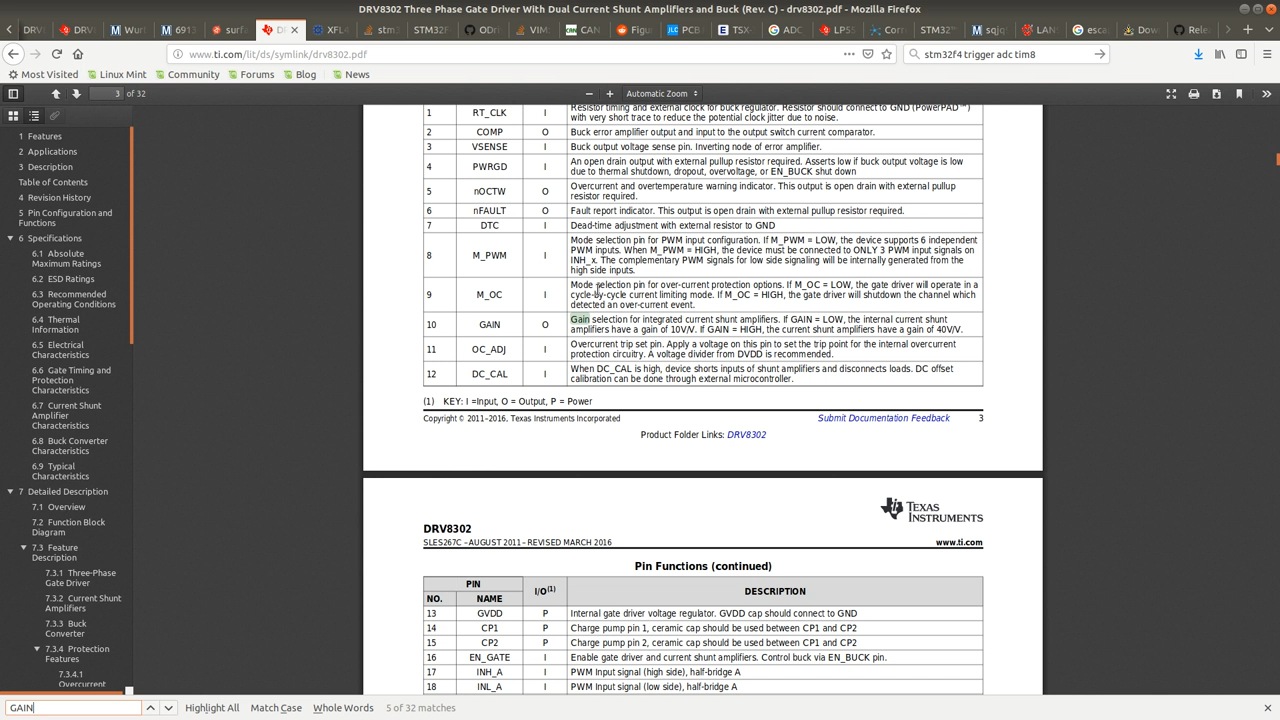 DRV8302 Three Phase Gate Driver With Dual Current Shunt Amplifiers and Buck (Rev. C) - drv8302.pdf - Mozilla Firefox
DRV8 DRV8 Wurt 6913 surfa DR XFL4 stm STM32F ODri VIM: CAN Figu JLC PCB TSX- ADC LP55 Corr STM32 sqjq LANS escap Dow Relea
www.ti.com/lit/ds/symlink/drv8302.pdf
stm32f4 trigger adc tim8
Most Visited Linux Mint Community Forums Blog News
3 of 32
Automatic Zoom
1 Features
2 Applications
3 Description
Table of Contents
4 Revision History
5 Pin Configuration and
Functions
6 Specifications
6.1 Absolute
Maximum Ratings
6.2 ESD Ratings
6.3 Recommended
Operating Conditions
6.4 Thermal
Information
6.5 Electrical
Characteristics
6.6 Gate Timing and
Protection
Characteristics
6.7 Current Shunt
Amplifier
Characteristics
6.8 Buck Converter
Characteristics
6.9 Typical
Characteristics
7 Detailed Description
7.1 Overview
7.2 Function Block
Diagram
7.3 Feature
Description
7.3.1 Three-Phase
Gate Driver
7.3.2 Current Shunt
Amplifiers
7.3.3 Buck
Converter
7.3.4 Protection
Features
7.3.4.1
Overcurrent
1 RT_CLK I Resistor timing and external clock for buck regulator. Resistor should connect to GND (PowerPAD™)
with very short trace to reduce the potential clock jitter due to noise.
2 COMP O Buck error amplifier output and input to the output switch current comparator.
3 VSENSE I Buck output voltage sense pin. Inverting node of error amplifier.
4 PWRGD I An open drain output with external pullup resistor required. Asserts low if buck output voltage is low
due to thermal shutdown, dropout, overvoltage, or EN_BUCK shut down
5 nOCTW O Overcurrent and overtemperature warning indicator. This output is open drain with external pullup
resistor required.
6 nFAULT O Fault report indicator. This output is open drain with external pullup resistor required.
7 DTC I Dead-time adjustment with external resistor to GND
8 M_PWM I Mode selection pin for PWM input configuration. If M_PWM = LOW, the device supports 6 independent
PWM inputs. When M_PWM = HIGH, the device must be connected to ONLY 3 PWM input signals on
INH_x. The complementary PWM signals for low side signaling will be internally generated from the
high side inputs.
9 M_OC I Mode selection pin for over-current protection options. If M_OC = LOW, the gate driver will operate in a
cycle-by-cycle current limiting mode. If M_OC = HIGH, the gate driver will shutdown the channel which
detected an over-current event.
10 GAIN O Gain selection for integrated current shunt amplifiers. If GAIN = LOW, the internal current shunt
amplifiers have a gain of 10V/V. If GAIN = HIGH, the current shunt amplifiers have a gain of 40V/V.
11 OC_ADJ I Overcurrent trip set pin. Apply a voltage on this pin to set the trip point for the internal overcurrent
protection circuitry. A voltage divider from DVDD is recommended.
12 DC_CAL I When DC_CAL is high, device shorts inputs of shunt amplifiers and disconnects loads. DC offset
calibration can be done through external microcontroller.
(1) KEY: I =Input, O = Output, P = Power
Copyright © 2011–2016, Texas Instruments Incorporated Submit Documentation Feedback 3
Product Folder Links: DRV8302
TEXAS
INSTRUMENTS
DRV8302
SLES267C –AUGUST 2011–REVISED MARCH 2016 www.ti.com
Pin Functions (continued)
PIN I/O(1) DESCRIPTION
NO. NAME
13 GVDD P Internal gate driver voltage regulator. GVDD cap should connect to GND
14 CP1 P Charge pump pin 1, ceramic cap should be used between CP1 and CP2
15 CP2 P Charge pump pin 2, ceramic cap should be used between CP1 and CP2
16 EN_GATE I Enable gate driver and current shunt amplifiers. Control buck via EN_BUCK pin.
17 INH_A I PWM Input signal (high side), half-bridge A
18 INL_A I PWM Input signal (low side), half-bridge A
GAIN Highlight All Match Case Whole Words 5 of 32 matches